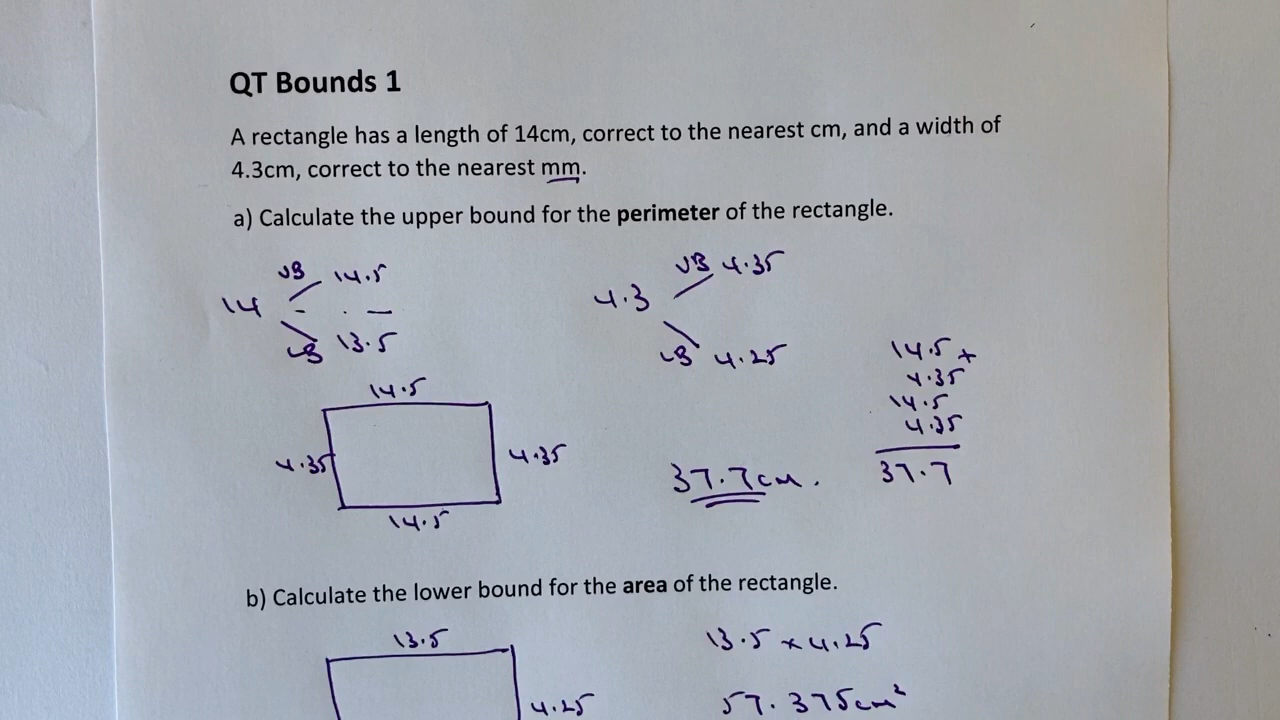 QT Bounds 1
A rectangle has a length of 14cm, correct to the nearest cm, and a width of
4.3cm, correct to the nearest mm.
a) Calculate the upper bound for the perimeter of the rectangle.
UB 14.5
14
LB 13.5
UB 4.35
4.3
LB 4.25
14.5 +
4.35
14.5
4.35
37.7
14.5
4.35
4.35
14.5
37.7cm.
b) Calculate the lower bound for the area of the rectangle.
13.5
4.25
13.5 x 4.25
57.375cm²